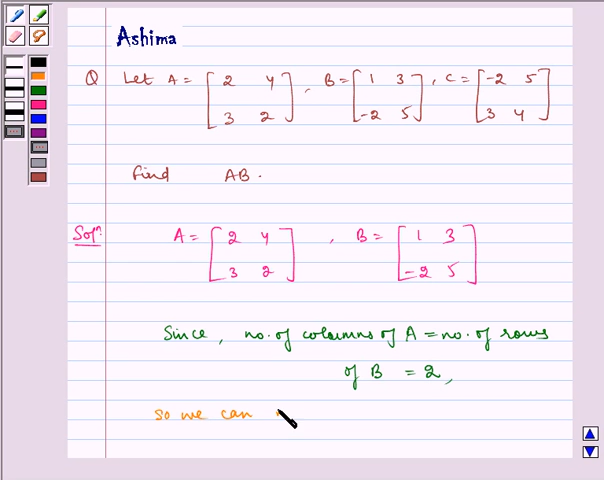 Ashima
Q Let A = [ 2 4 ], B = [ 1 3 ], C = [ -2 5 ]
3 2 -2 5 3 4
Find AB.
Solⁿ: A = [ 2 4 ], B = [ 1 3 ]
3 2 -2 5
Since, no. of columns of A = no. of rows
of B = 2,
so we can